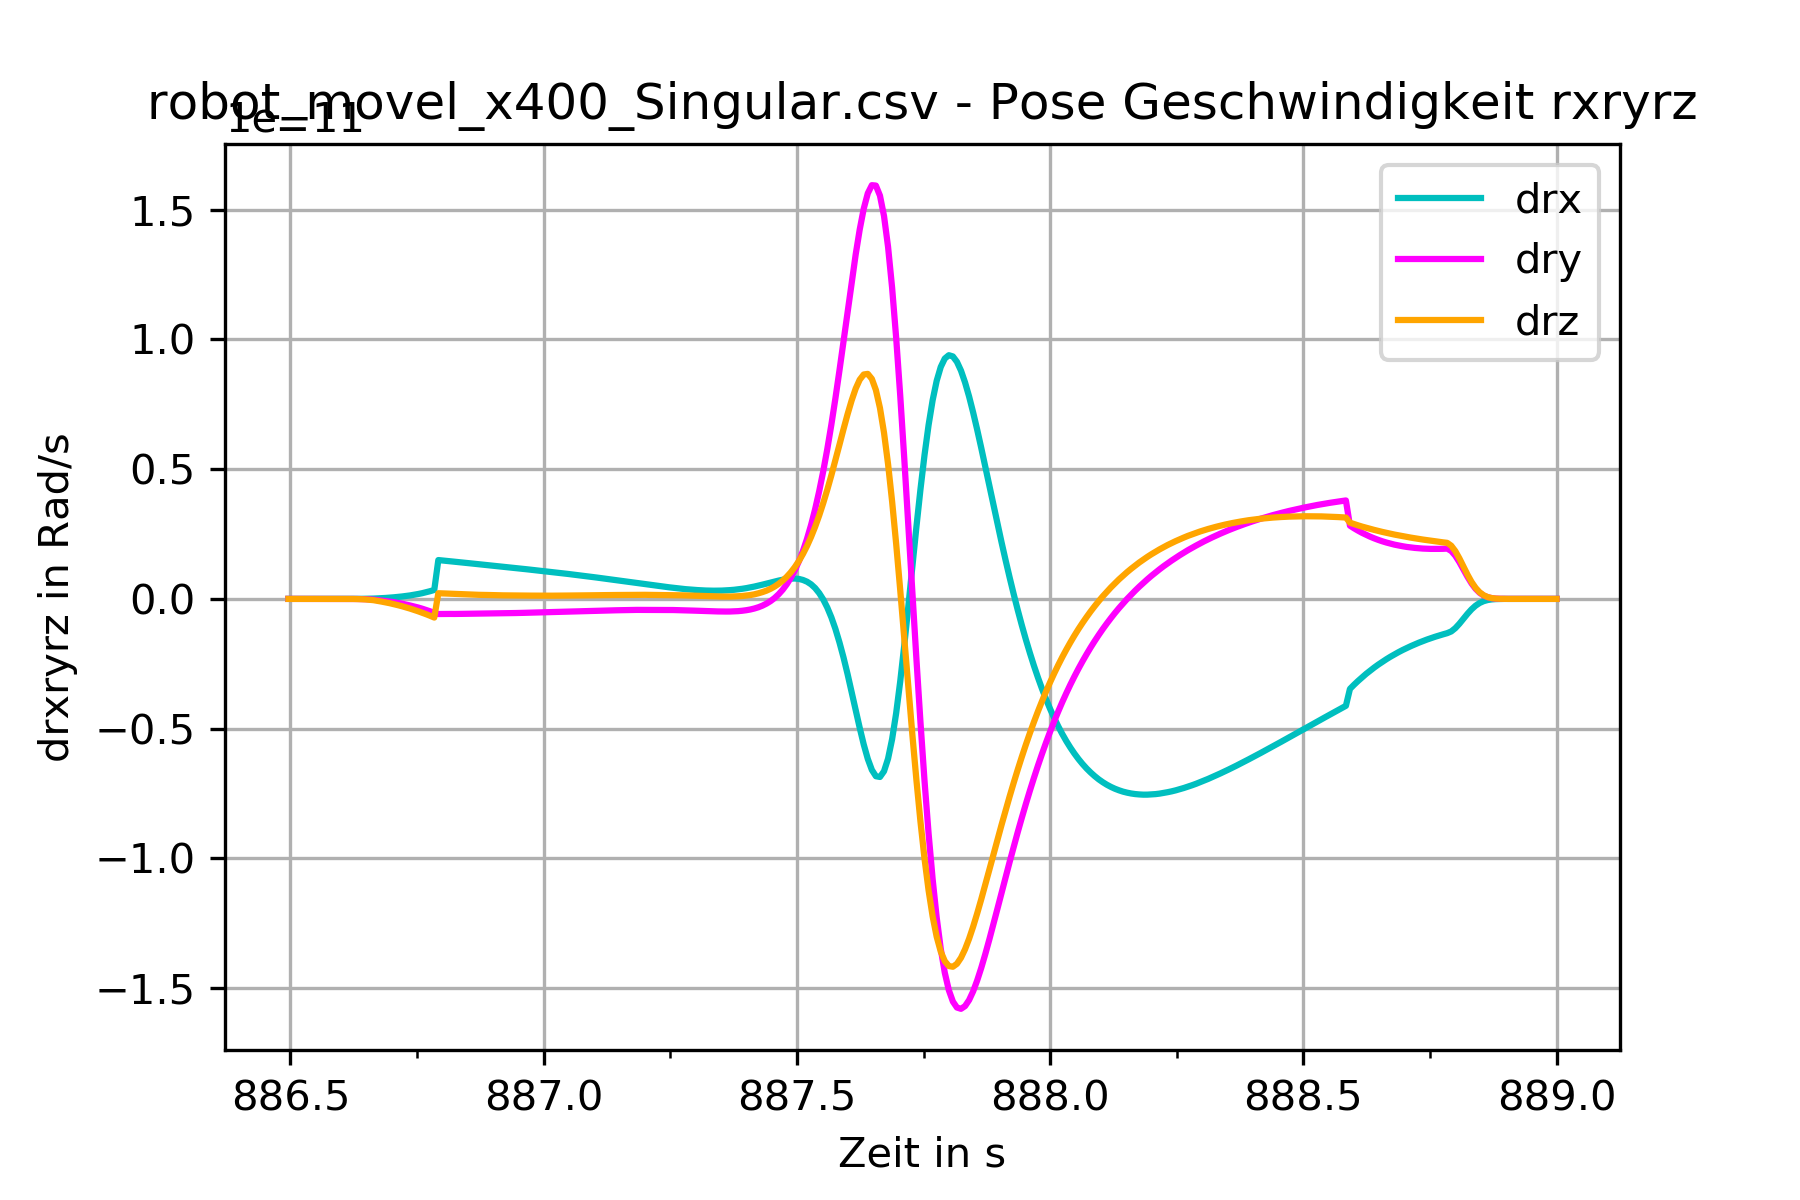 robot_movel_x400_Singular.csv - Pose Geschwindigkeit rxryrz
1e−11
drx
dry
drz
1.5
1.0
0.5
0.0
−0.5
−1.0
−1.5
drxryrz in Rad/s
886.5 887.0 887.5 888.0 888.5 889.0
Zeit in s